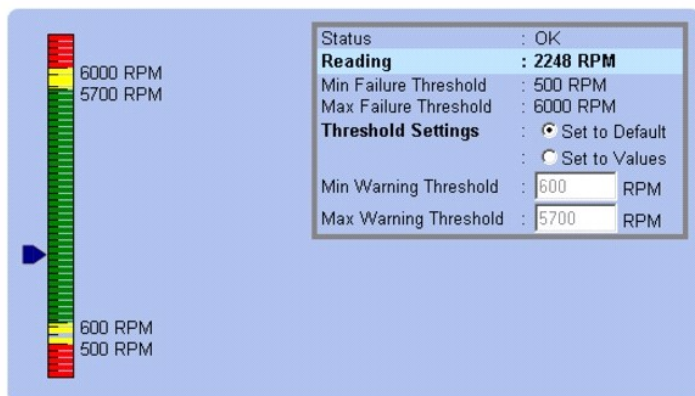 6000 RPM
5700 RPM
600 RPM
500 RPM
Status : OK
Reading : 2248 RPM
Min Failure Threshold : 500 RPM
Max Failure Threshold : 6000 RPM
Threshold Settings : Set to Default
: Set to Values
Min Warning Threshold : 600 RPM
Max Warning Threshold : 5700 RPM